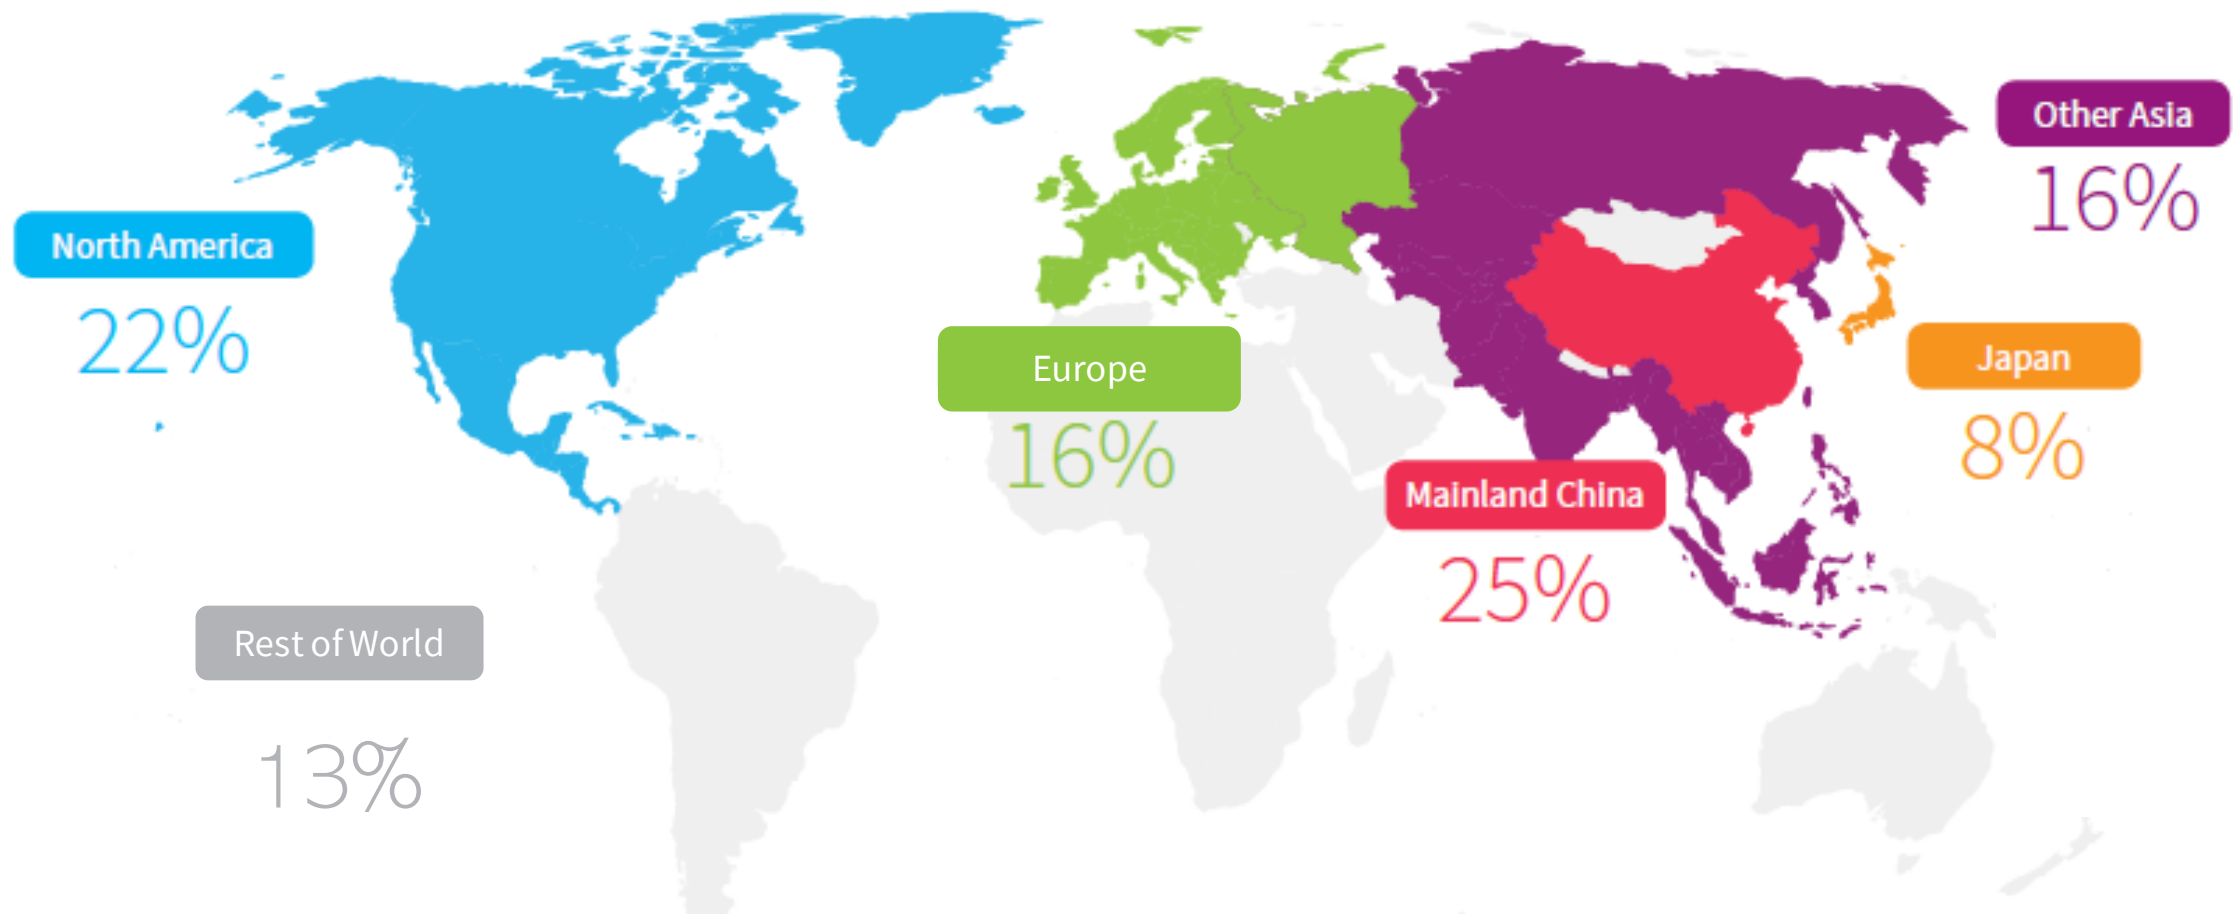 Other Asia
16%
North America
22%
Europe
16%
Japan
8%
Mainland China
25%
Rest of World
13%